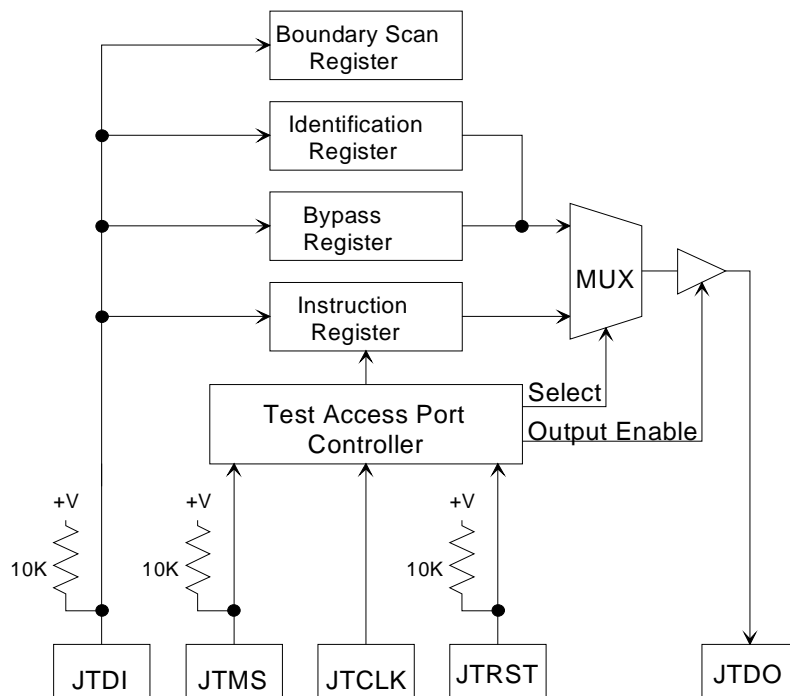 Boundary Scan
Register
Identification
Register
Bypass
Register
Instruction
Register
MUX
Select
Test Access Port
Controller
Output Enable
+V
+V
+V
10K
10K
10K
JTDI
JTMS
JTCLK
JTRST
JTDO